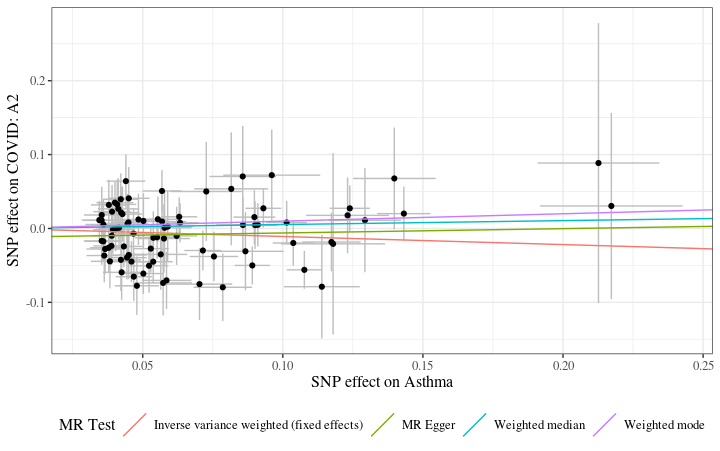 SNP effect on COVID: A2
0.2
0.1
0.0
-0.1
0.05
0.10
0.15
0.20
0.25
SNP effect on Asthma
MR Test
Inverse variance weighted (fixed effects)
MR Egger
Weighted median
Weighted mode